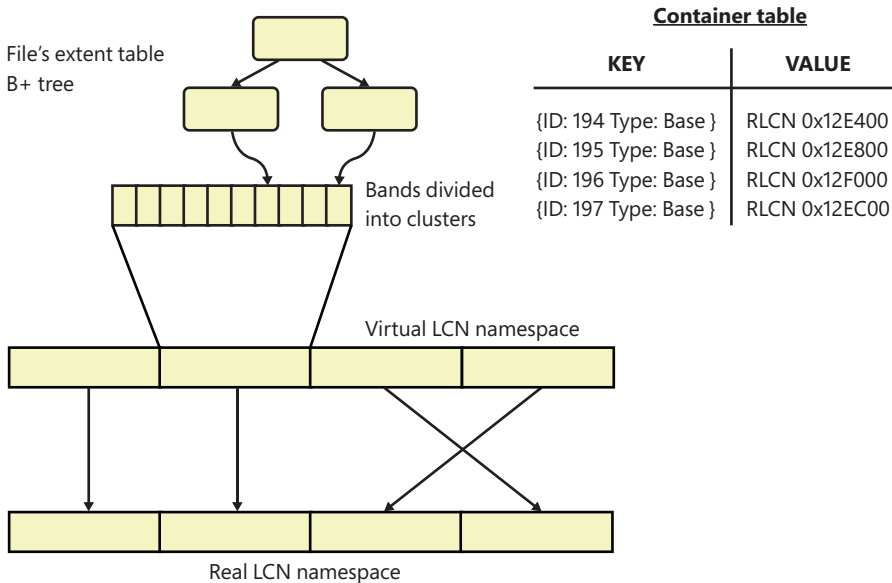 File's extent table
B+ tree
Container table
KEY VALUE
{ID: 194 Type: Base } RLCN 0x12E400
{ID: 195 Type: Base } RLCN 0x12E800
{ID: 196 Type: Base } RLCN 0x12F000
{ID: 197 Type: Base } RLCN 0x12EC00
Bands divided
into clusters
Virtual LCN namespace
Real LCN namespace